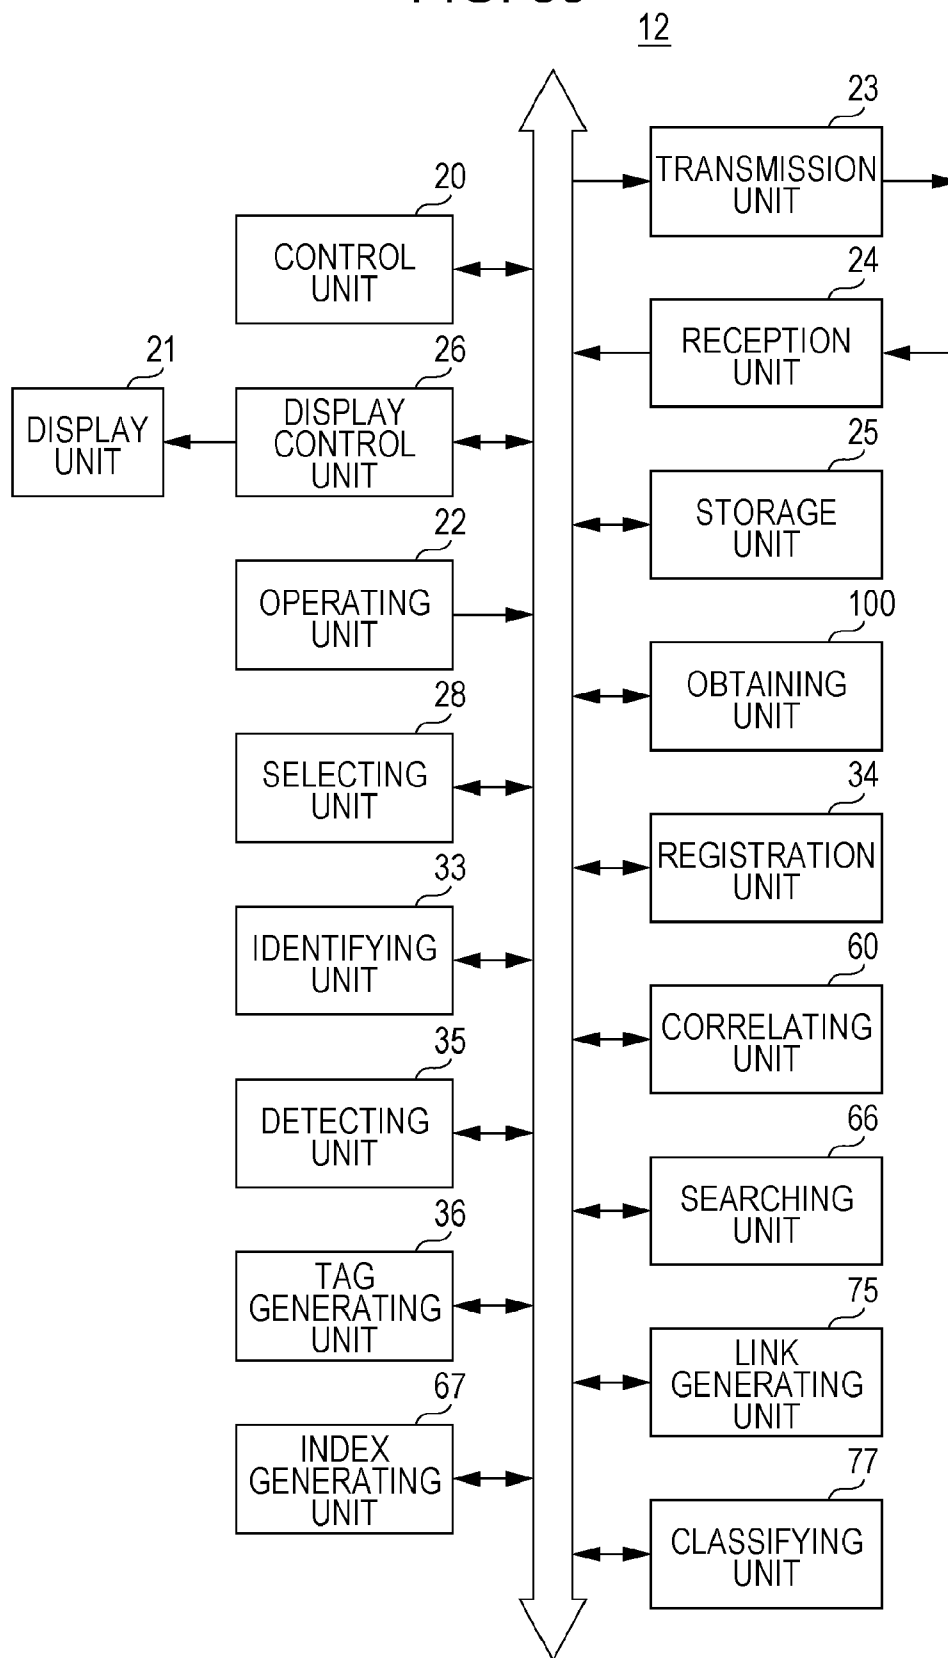 12
23
TRANSMISSION
UNIT
20
CONTROL
UNIT
24
RECEPTION
UNIT
21
DISPLAY
UNIT
26
DISPLAY
CONTROL
UNIT
25
STORAGE
UNIT
22
OPERATING
UNIT
100
OBTAINING
UNIT
28
SELECTING
UNIT
34
REGISTRATION
UNIT
33
IDENTIFYING
UNIT
60
CORRELATING
UNIT
35
DETECTING
UNIT
66
SEARCHING
UNIT
36
TAG
GENERATING
UNIT
75
LINK
GENERATING
UNIT
67
INDEX
GENERATING
UNIT
77
CLASSIFYING
UNIT